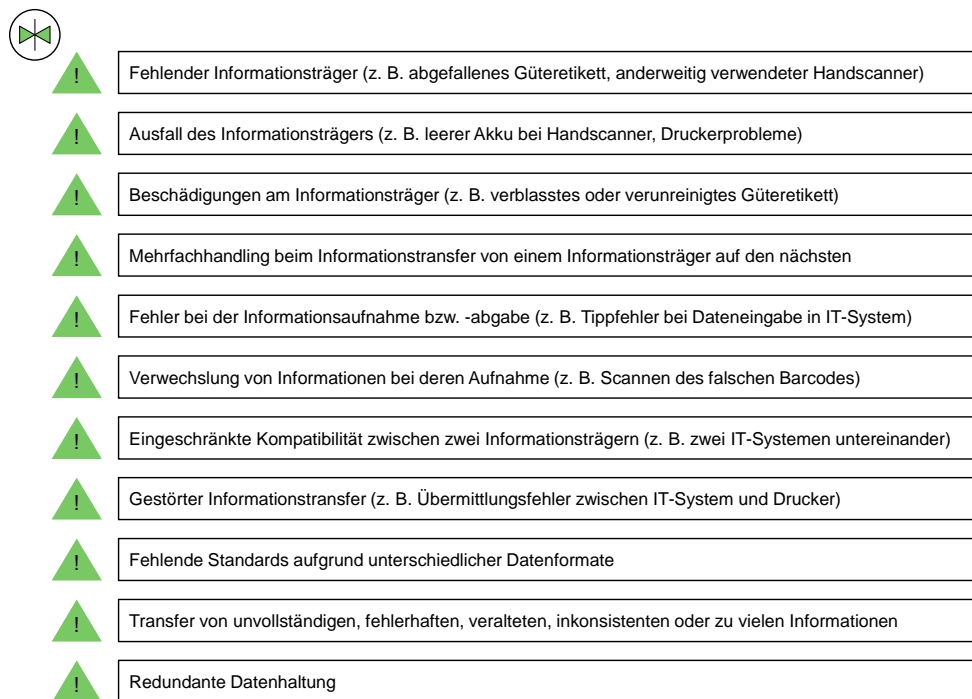 ! Fehlender Informationsträger (z. B. abgefallenes Güteretikett, anderweitig verwendeter Handscanner)
! Ausfall des Informationsträgers (z. B. leerer Akku bei Handscanner, Druckerprobleme)
! Beschädigungen am Informationsträger (z. B. verblasstes oder verunreinigtes Güteretikett)
! Mehrfachhandling beim Informationstransfer von einem Informationsträger auf den nächsten
! Fehler bei der Informationsaufnahme bzw. -abgabe (z. B. Tippfehler bei Dateneingabe in IT-System)
! Verwechslung von Informationen bei deren Aufnahme (z. B. Scannen des falschen Barcodes)
! Eingeschränkte Kompatibilität zwischen zwei Informationsträgern (z. B. zwei IT-Systemen untereinander)
! Gestörter Informationstransfer (z. B. Übermittlungsfehler zwischen IT-System und Drucker)
! Fehlende Standards aufgrund unterschiedlicher Datenformate
! Transfer von unvollständigen, fehlerhaften, veralteten, inkonsistenten oder zu vielen Informationen
! Redundante Datenhaltung